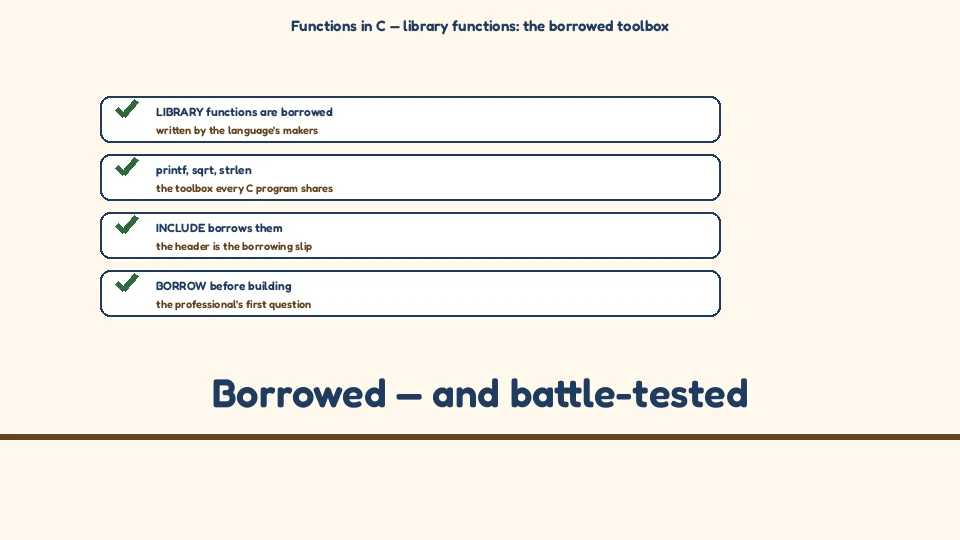 Functions in C — library functions: the borrowed toolbox
LIBRARY functions are borrowed
written by the language's makers
printf, sqrt, strlen
the toolbox every C program shares
INCLUDE borrows them
the header is the borrowing slip
BORROW before building
the professional's first question
Borrowed — and battle-tested